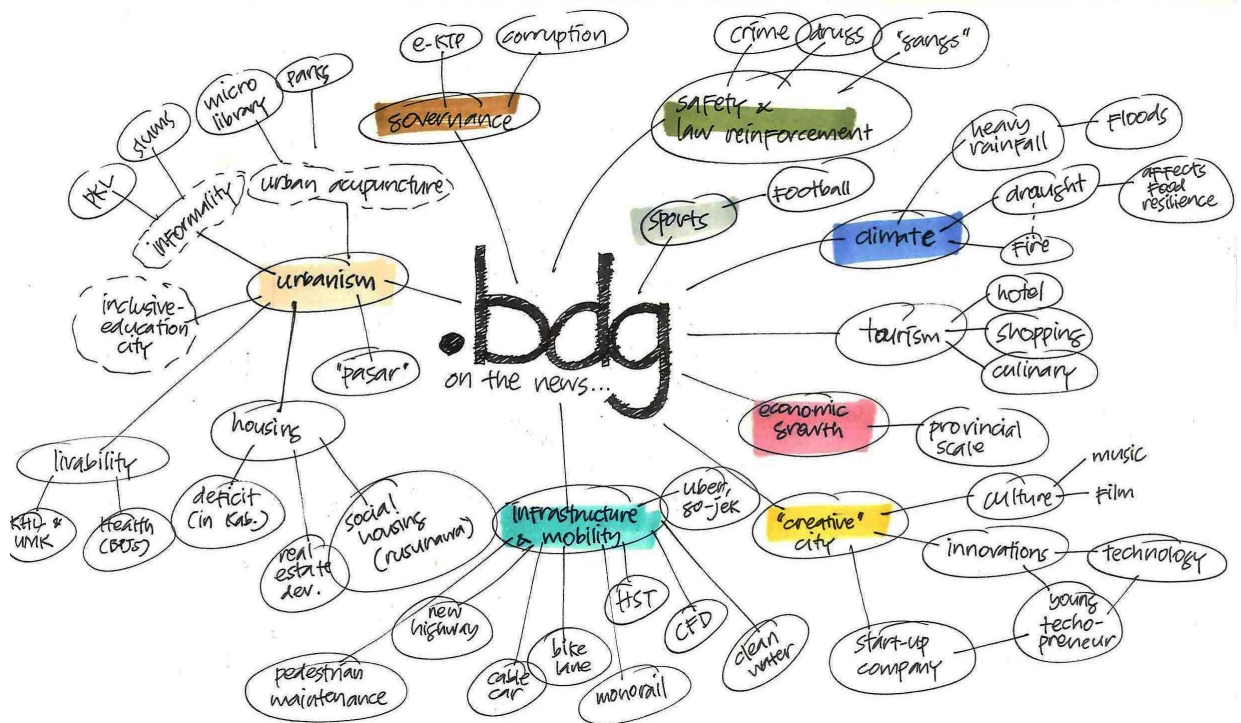 e-KTP
corruption
governance
crime
drugs
"gangs"
safety &
law reinforcement
parks
micro
library
slums
PKL
informality
urban acupuncture
urbanism
inclusive-
education
city
"pasar"
housing
livability
KHL &
UMK
Health
(BPJS)
deficit
(in Kab.)
real
estate
dev.
social
housing
(rusunawa)
sports
Football
heavy
rainfall
Floods
draught
affects
Food
resilience
climate
Fire
.bdg
on the news...
tourism
hotel
shopping
culinary
economic
growth
provincial
scale
"creative"
city
culture
music
Film
innovations
technology
young
techo-
preneur
start-up
company
infrastructure
& mobility
uber,
go-jek
pedestrian
maintenance
new
highway
cable
car
bike
lane
monorail
HST
CFD
clean
water